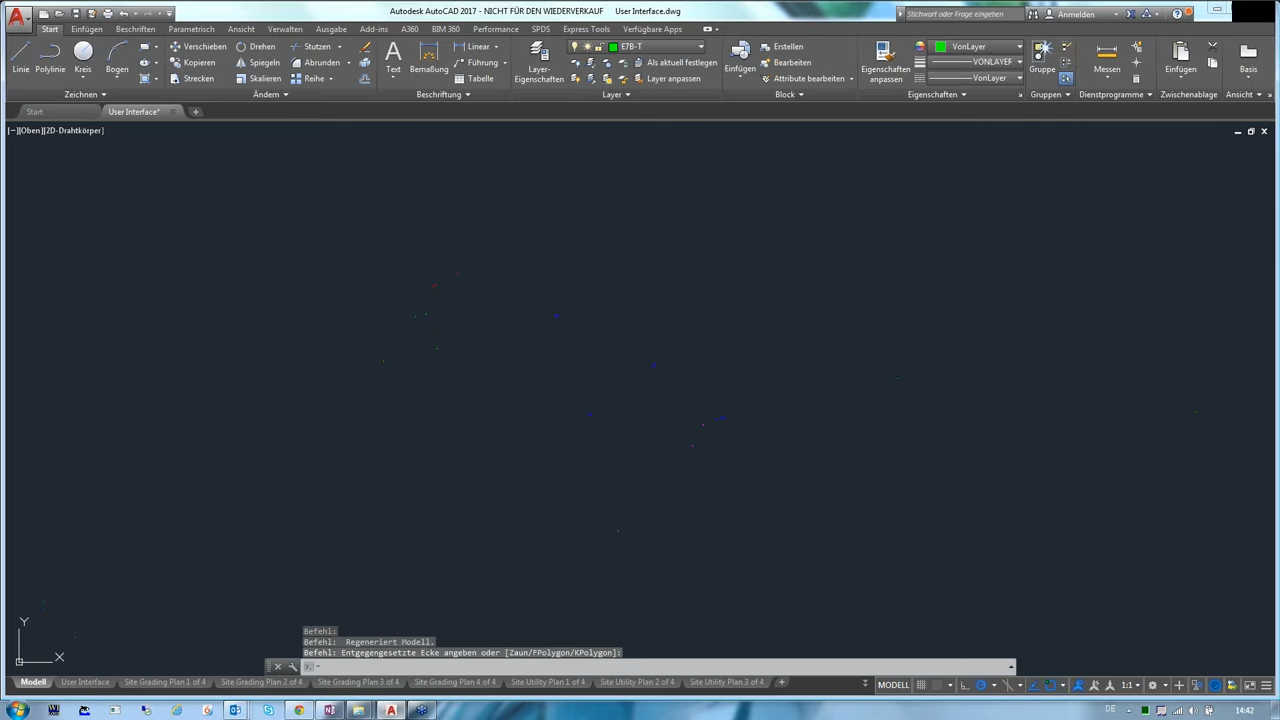 Autodesk AutoCAD 2017 - NICHT FÜR DEN WIEDERVERKAUF User Interface.dwg
Stichwort oder Frage eingeben
Anmelden
Start Einfügen Beschriften Parametrisch Ansicht Verwalten Ausgabe Add-ins A360 BIM 360 Performance SPDS Express Tools Verfügbare Apps
Linie Polylinie Kreis Bogen
Verschieben Drehen Stutzen
Kopieren Spiegeln Abrunden
Strecken Skalieren Reihe
Text Bemaßung
Linear
Führung
Tabelle
Layer-
Eigenschaften
E7B-T
Als aktuell festlegen
Layer anpassen
Einfügen
Erstellen
Bearbeiten
Attribute bearbeiten
Eigenschaften
anpassen
VonLayer
VONLAYEF
VonLayer
Gruppe
Messen
Einfügen
Basis
Zeichnen Ändern Beschriftung Layer Block Eigenschaften Gruppen Dienstprogramme Zwischenablage Ansicht
Start User Interface*
[−][Oben][2D-Drahtkörper]
Y
X
Befehl:
Befehl: Regeneriert Modell.
Befehl: Entgegengesetzte Ecke angeben oder [Zaun/FPolygon/KPolygon]:
Modell User Interface Site Grading Plan 1 of 4 Site Grading Plan 2 of 4 Site Grading Plan 3 of 4 Site Grading Plan 4 of 4 Site Utility Plan 1 of 4 Site Utility Plan 2 of 4 Site Utility Plan 3 of 4
MODELL
1:1
DE
14:42